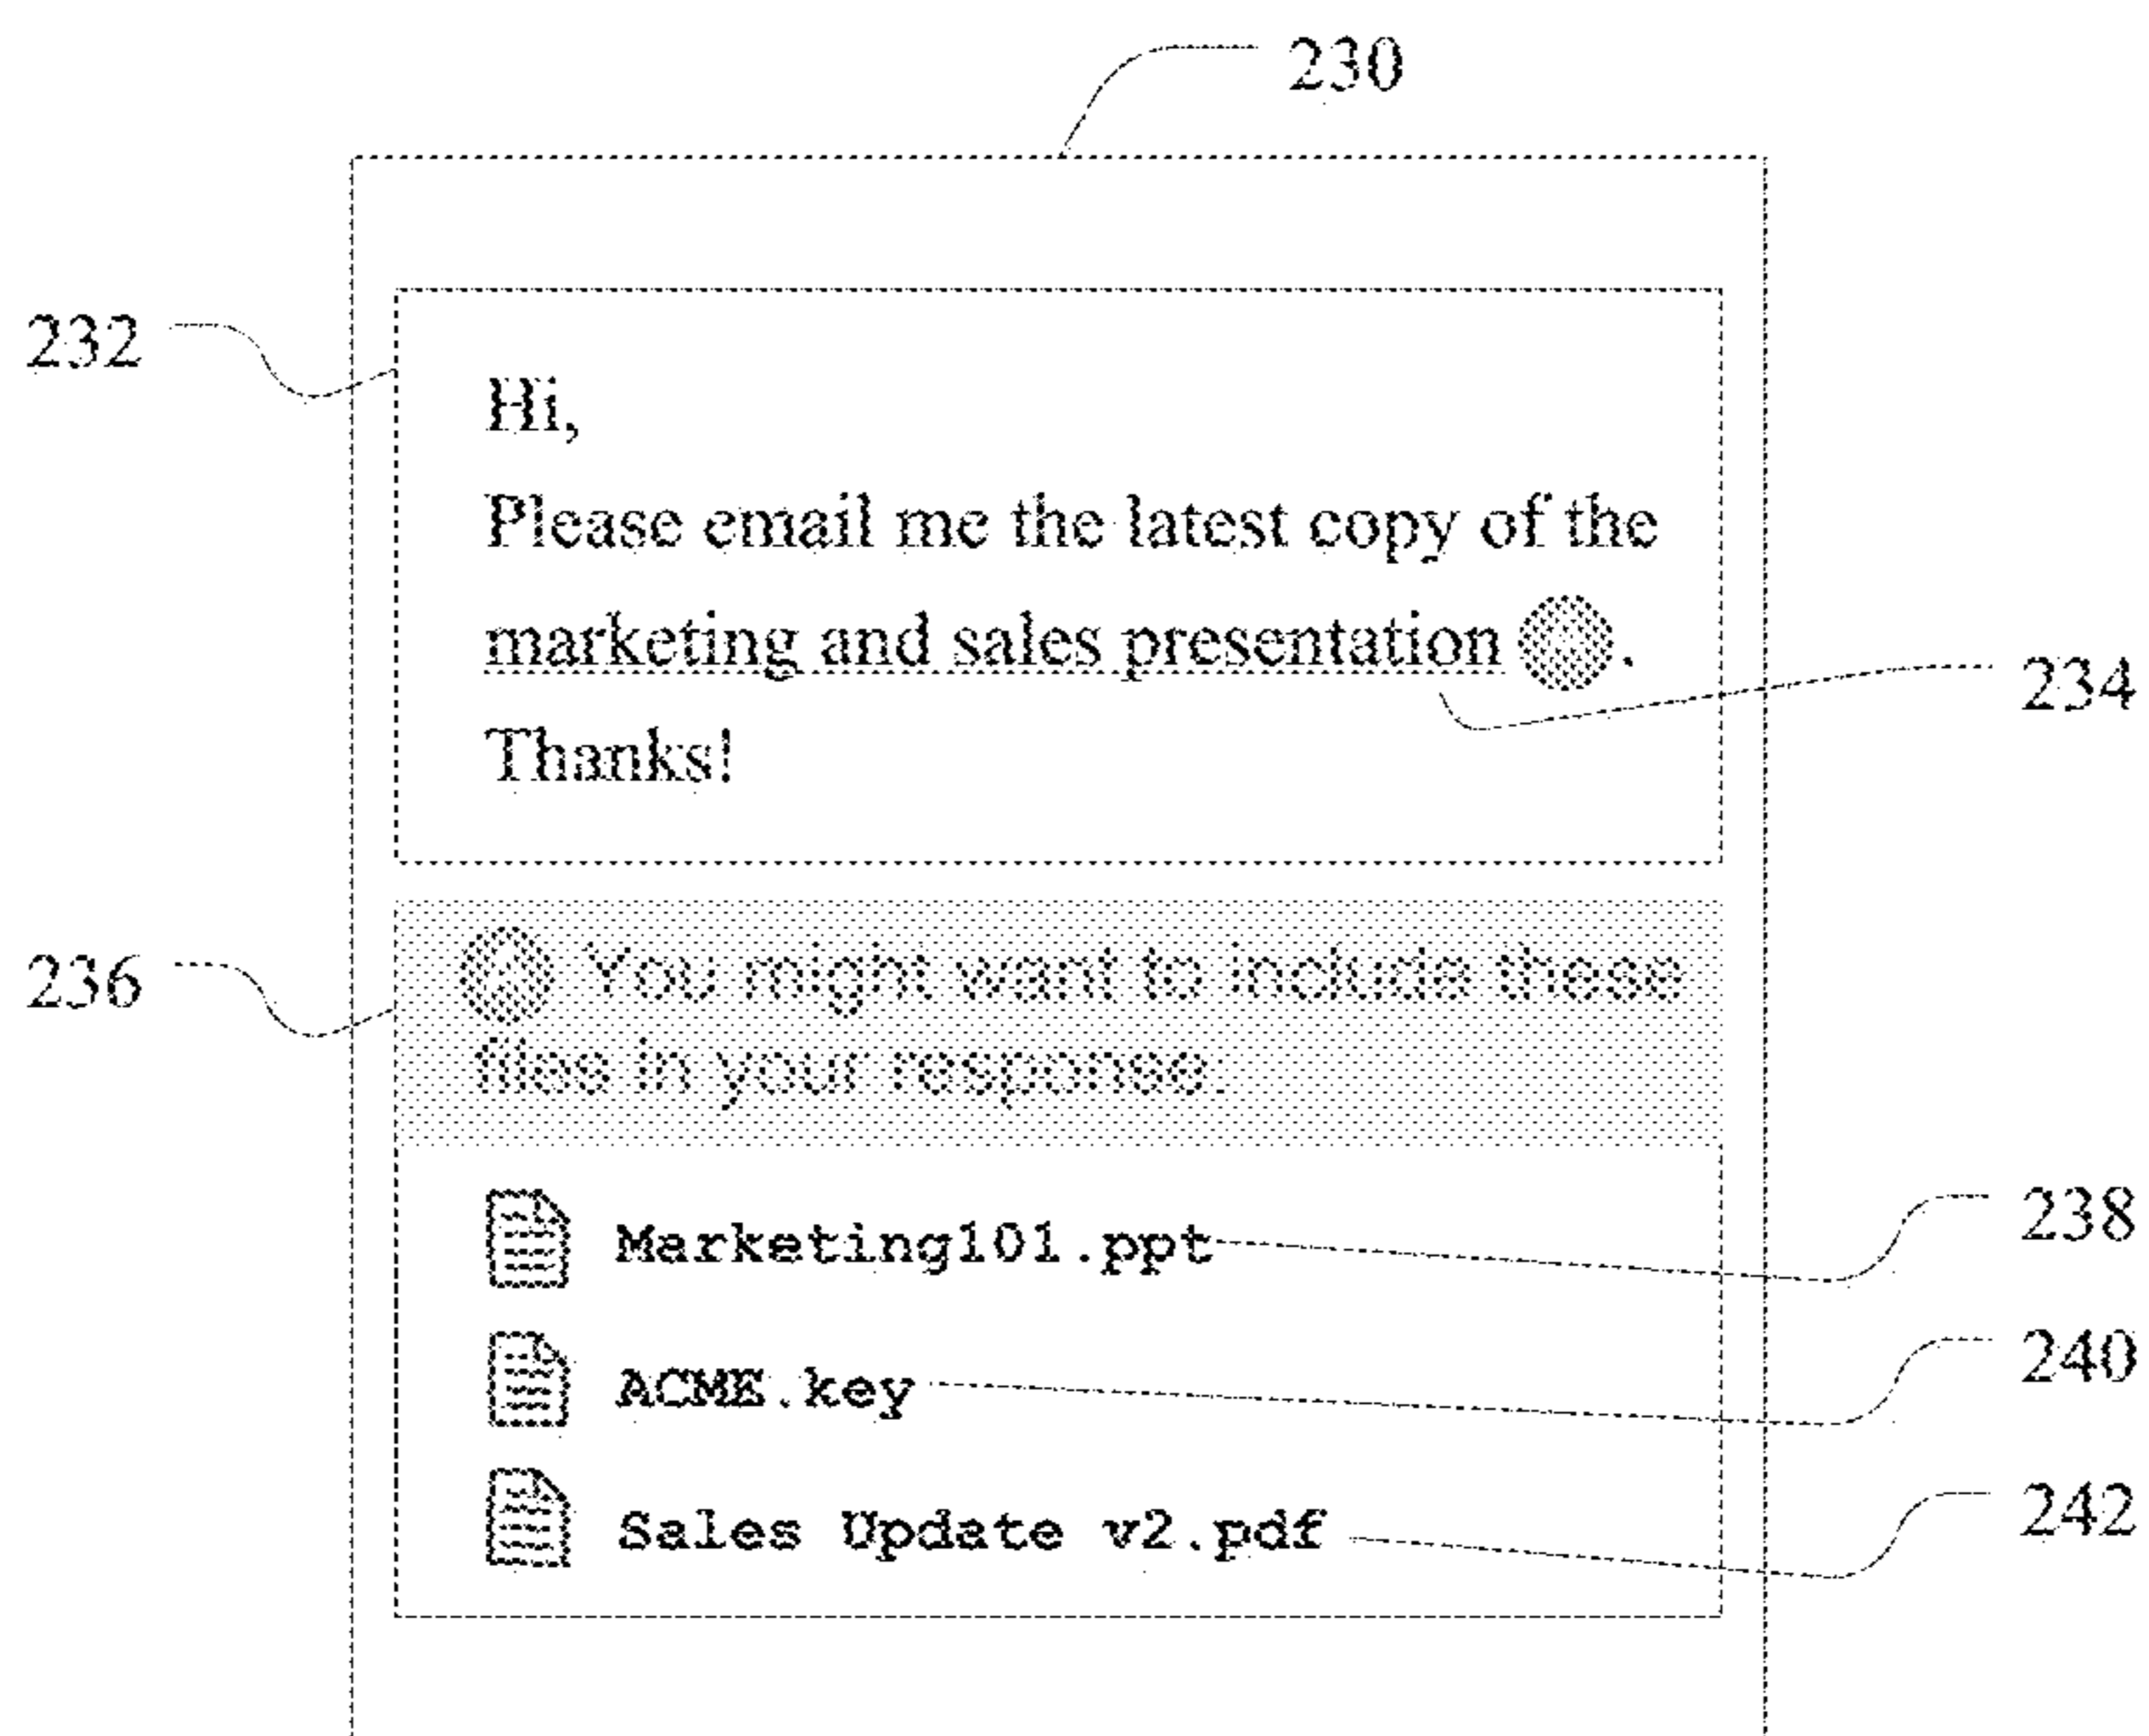 230
232
Hi,
Please email me the latest copy of the
marketing and sales presentation .
234
Thanks!
236
You might want to include these
files in your response:
Marketing101.ppt
238
ACME.key
240
Sales Update v2.pdf
242